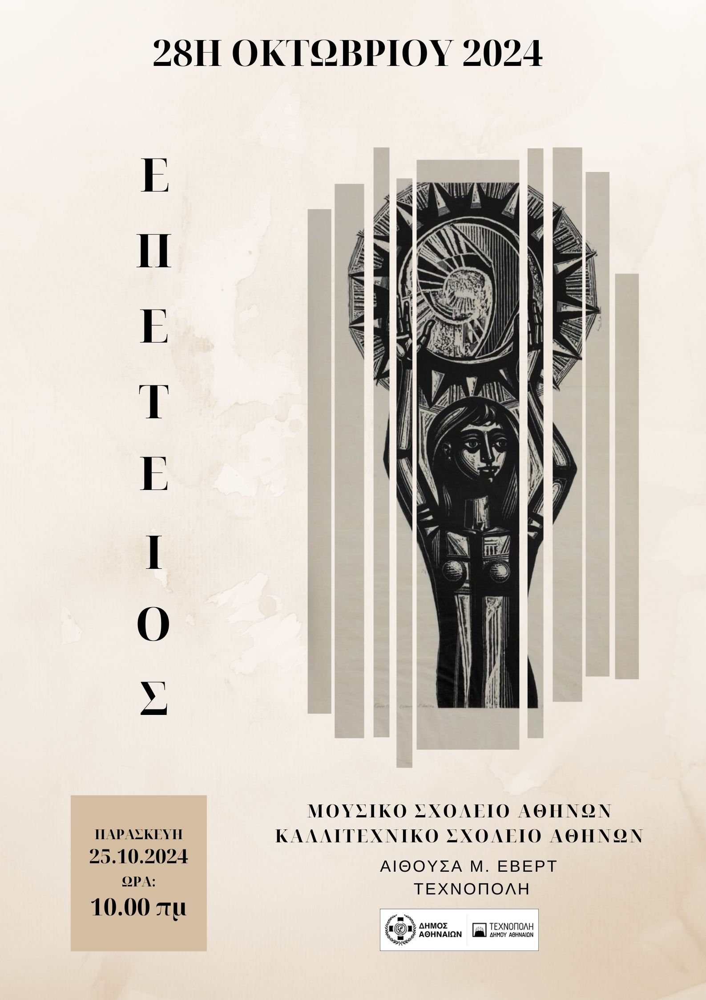 28Η ΟΚΤΩΒΡΙΟΥ 2024
ΕΠΕΤΕΙΟΣ
ΠΑΡΑΣΚΕΥΗ
25.10.2024
ΩΡΑ:
10.00 πμ
ΜΟΥΣΙΚΟ ΣΧΟΛΕΙΟ ΑΘΗΝΩΝ
ΚΑΛΛΙΤΕΧΝΙΚΟ ΣΧΟΛΕΙΟ ΑΘΗΝΩΝ
ΑΙΘΟΥΣΑ Μ. ΕΒΕΡΤ
ΤΕΧΝΟΠΟΛΗ
ΔΗΜΟΣ
ΑΘΗΝΑΙΩΝ
ΤΕΧΝΟΠΟΛΗ
ΔΗΜΟΥ ΑΘΗΝΑΙΩΝ